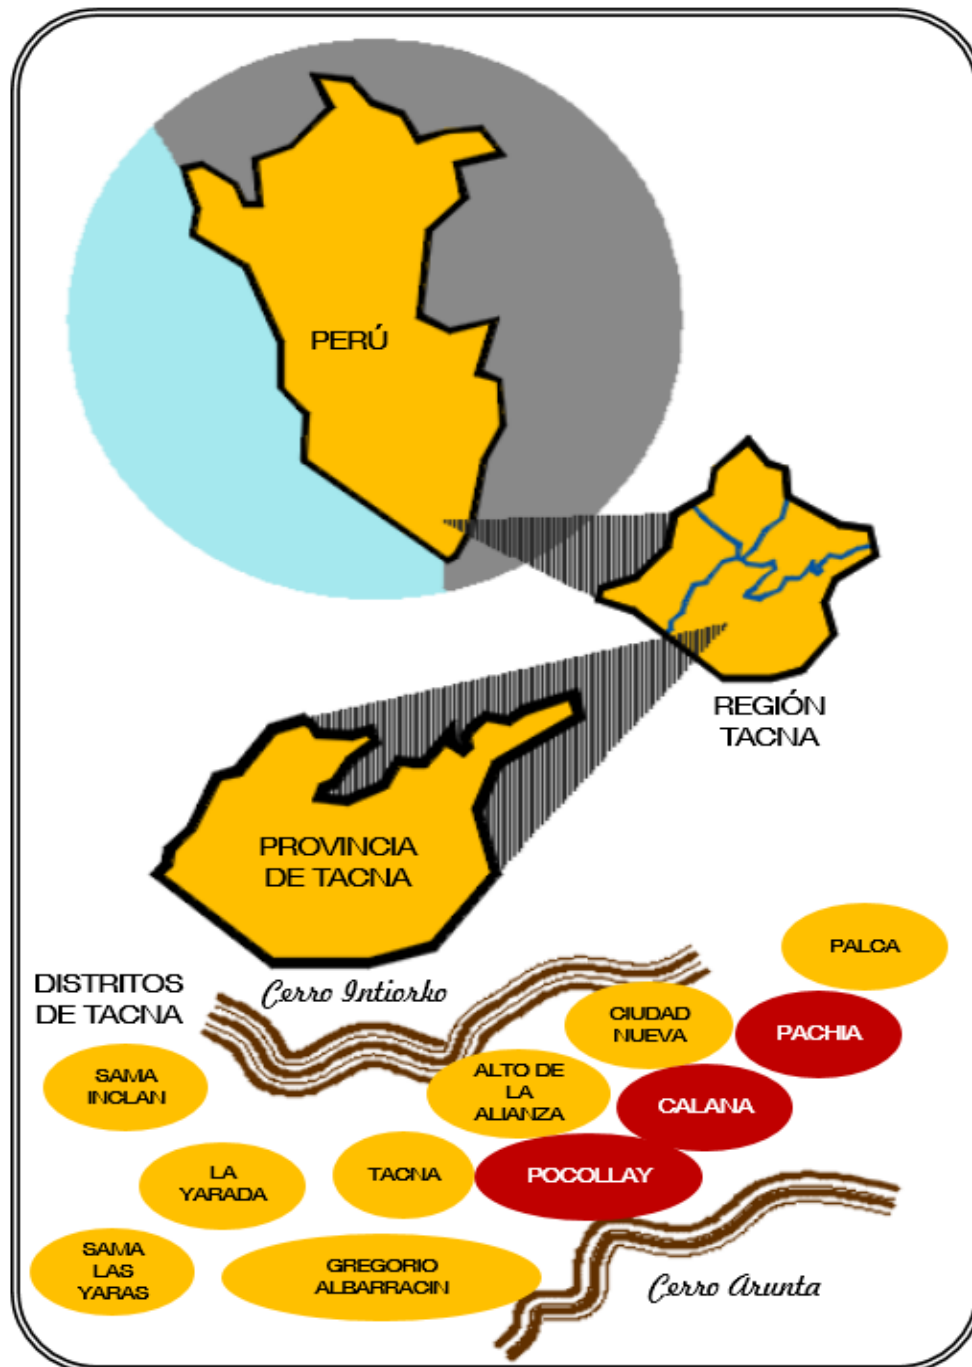 PERÚ
REGIÓN
TACNA
PROVINCIA
DE TACNA
DISTRITOS
DE TACNA
Cerro Intiorko
PALCA
CIUDAD
NUEVA
PACHIA
SAMA
INCLAN
ALTO DE
LA
ALIANZA
CALANA
LA
YARADA
TACNA
POCOLLAY
SAMA
LAS
YARAS
GREGORIO
ALBARRACIN
Cerro Arunta